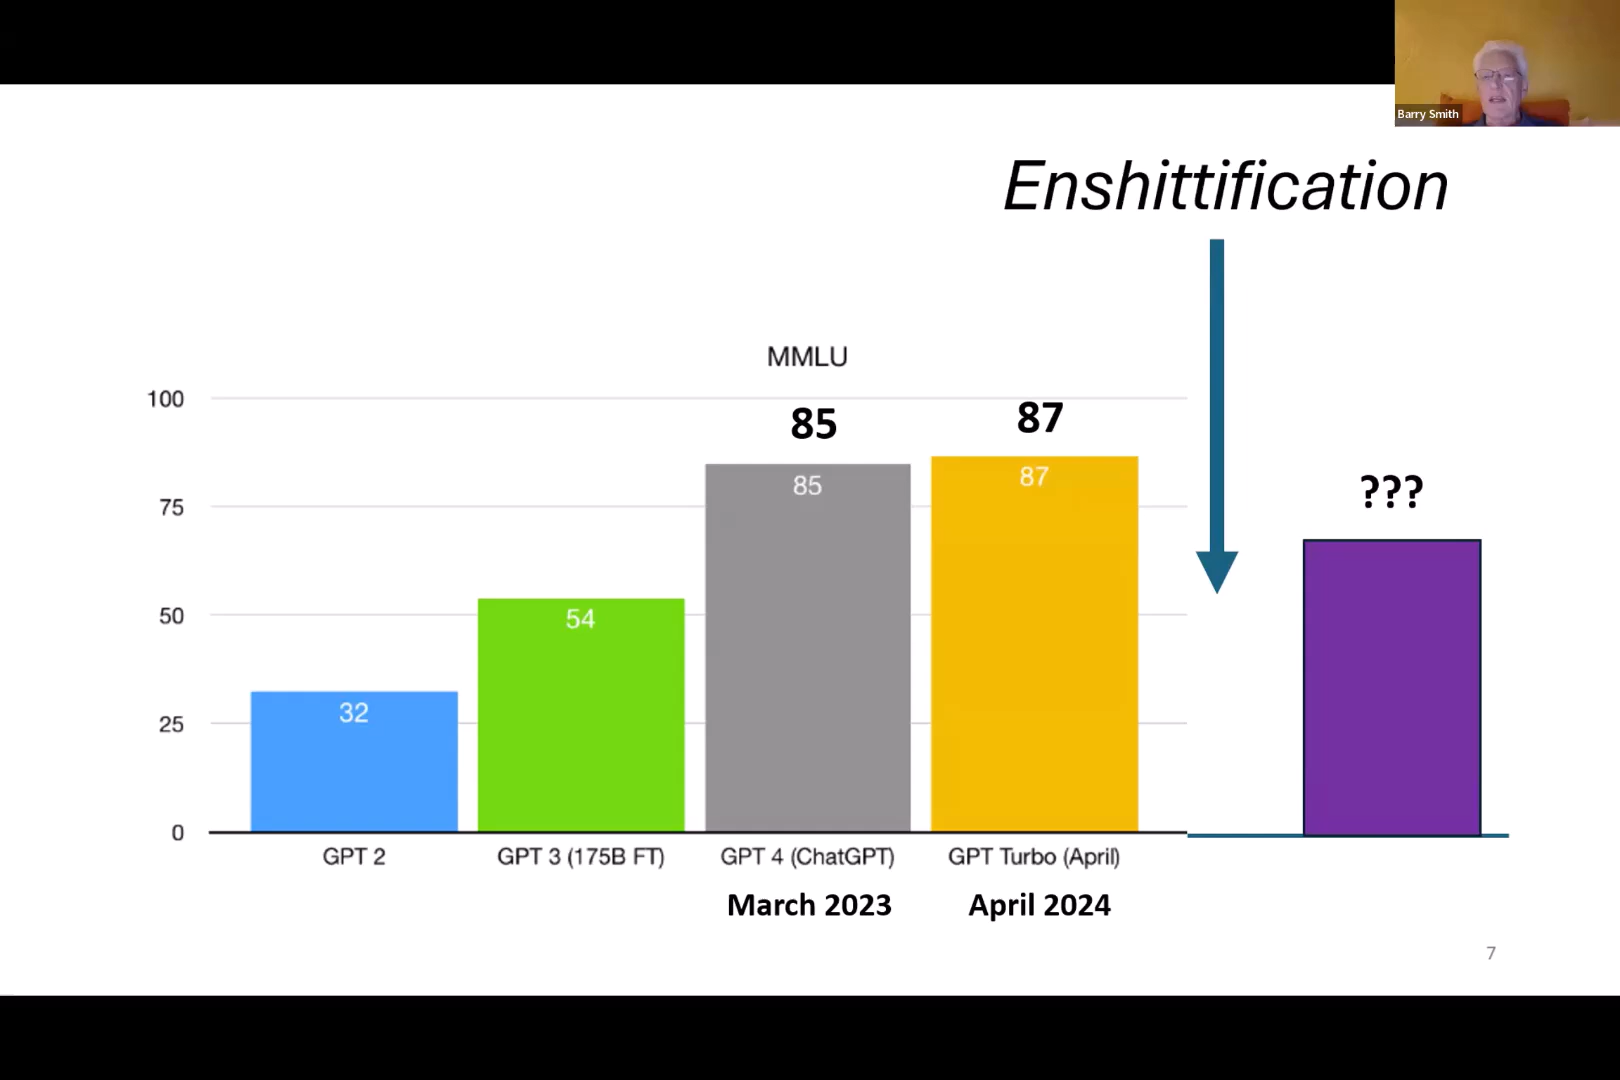 Barry Smith
Enshittification
MMLU
100
75
50
25
0
85
87
???
32
54
85
87
GPT 2
GPT 3 (175B FT)
GPT 4 (ChatGPT)
GPT Turbo (April)
March 2023
April 2024
7